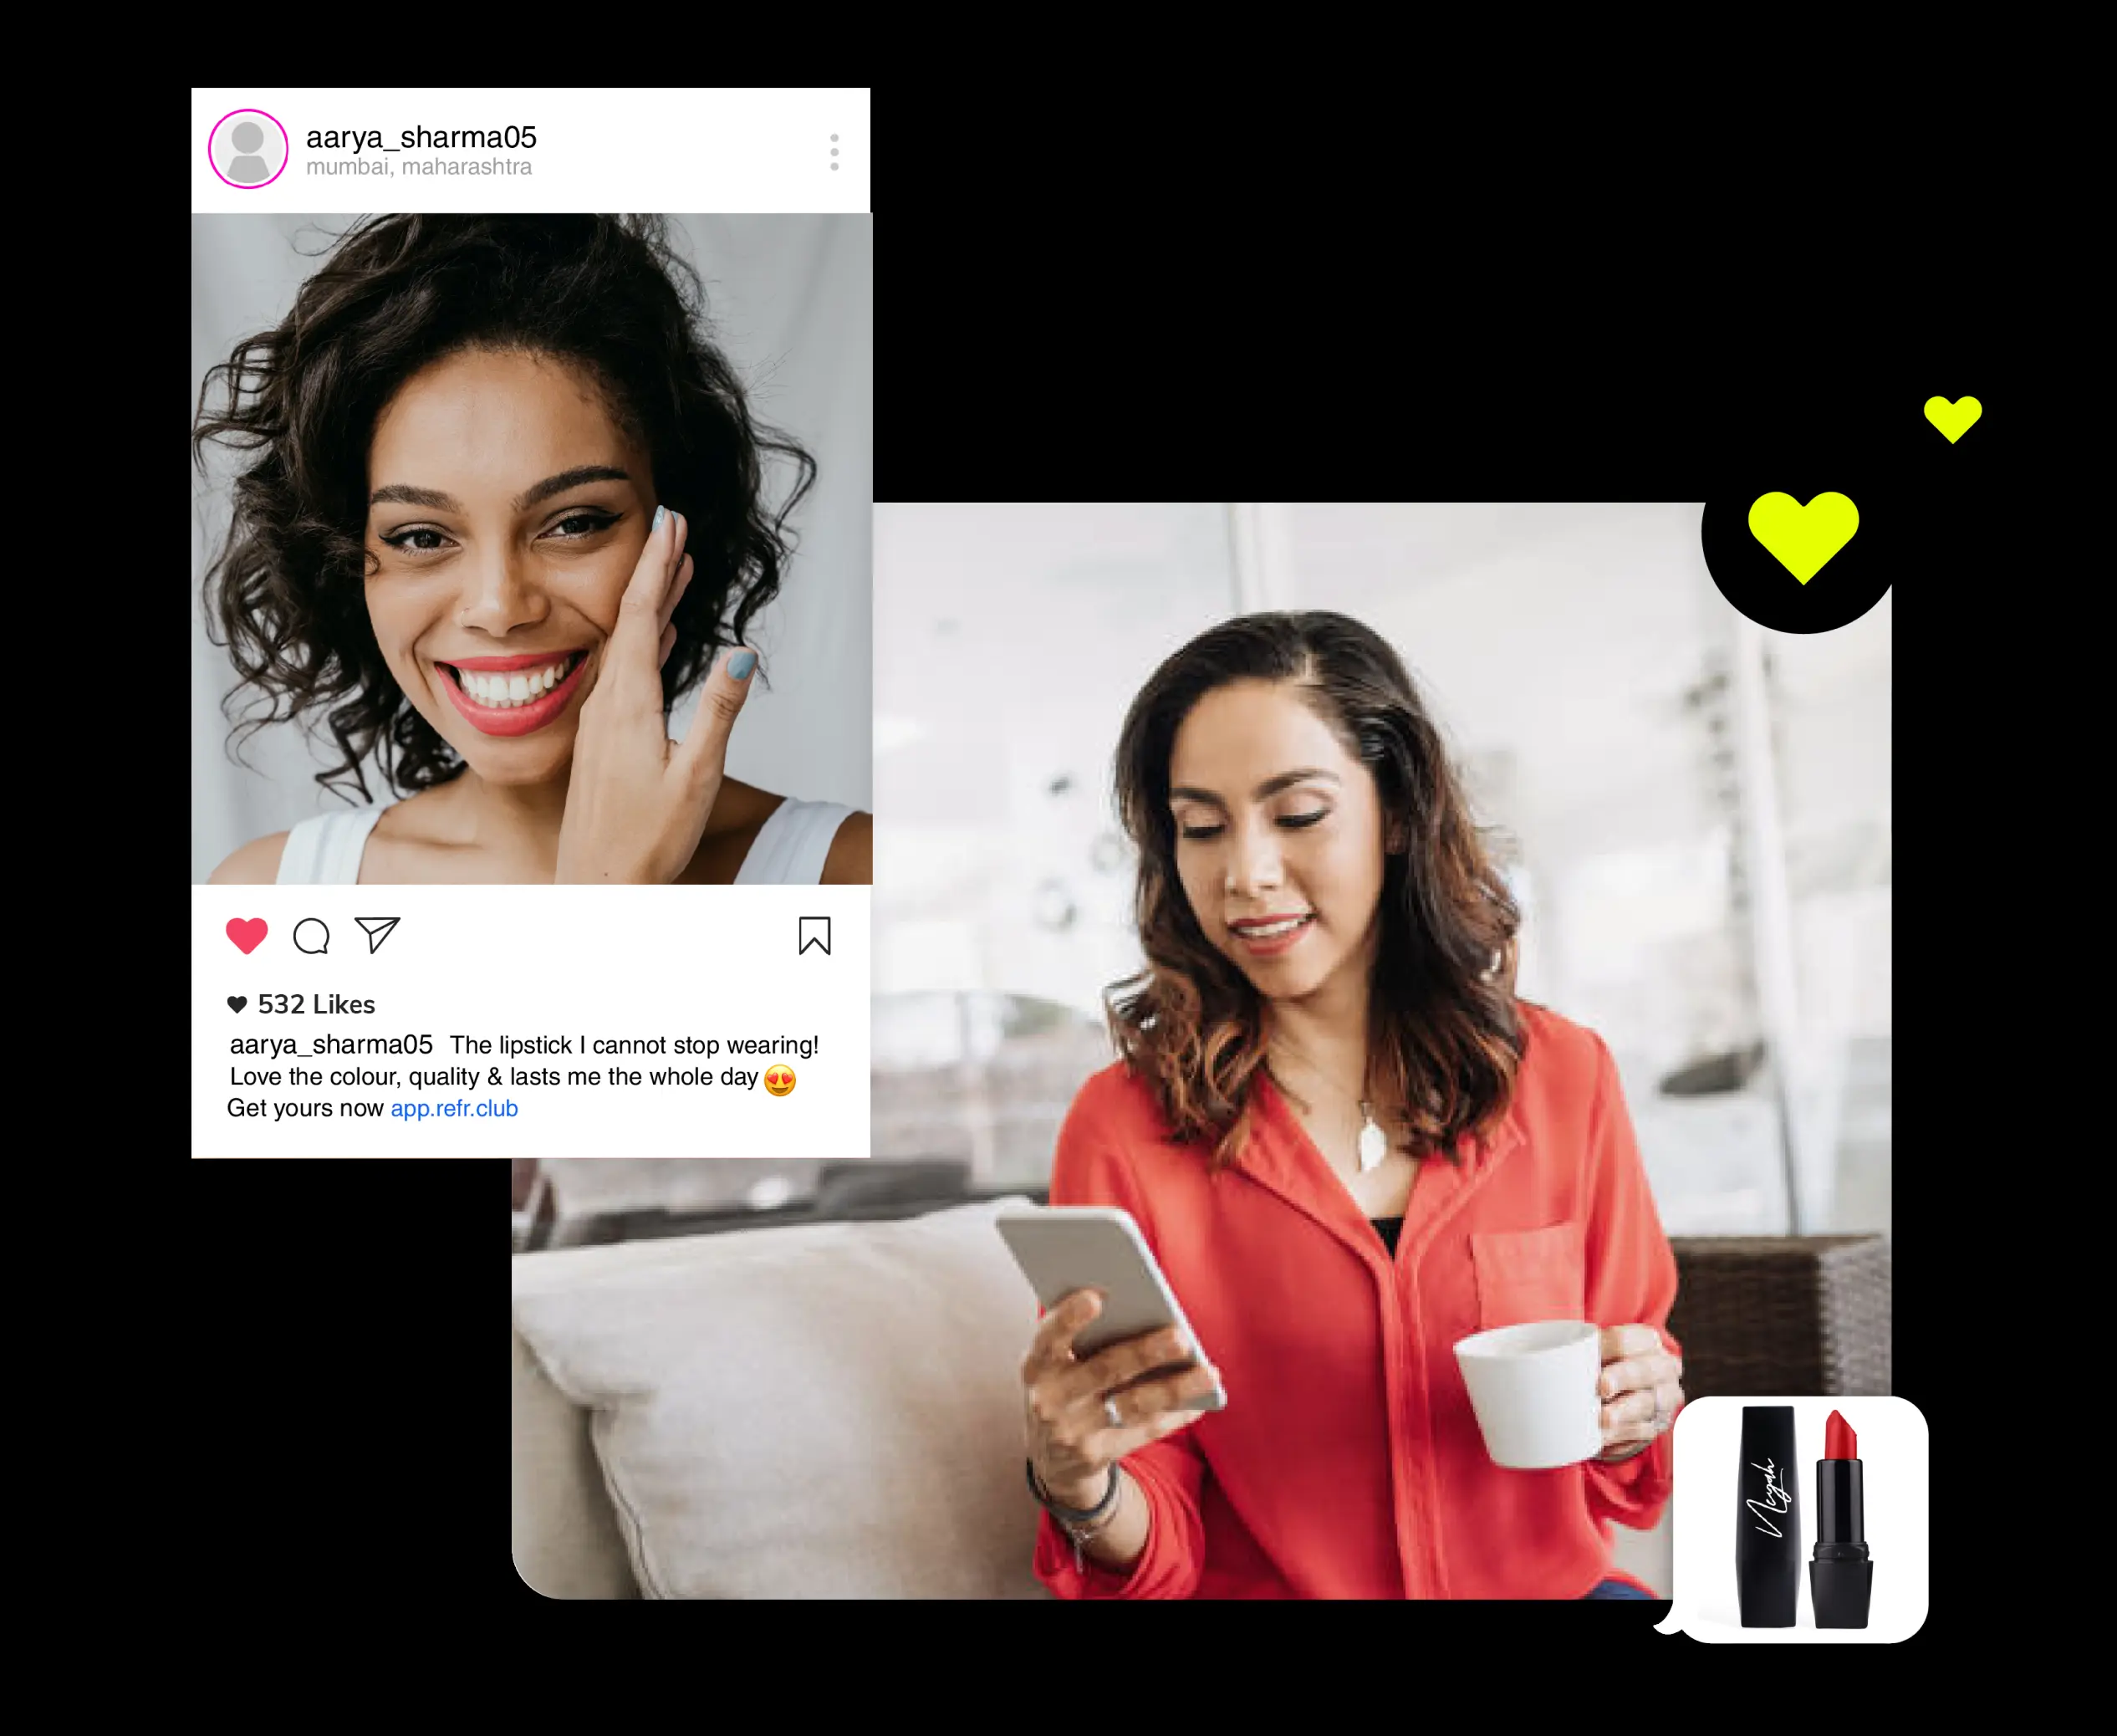 aarya_sharma05
mumbai, maharashtra
532 Likes
aarya_sharma05 The lipstick I cannot stop wearing!
Love the colour, quality & lasts me the whole day😍
Get yours now app.refr.club
Neyah